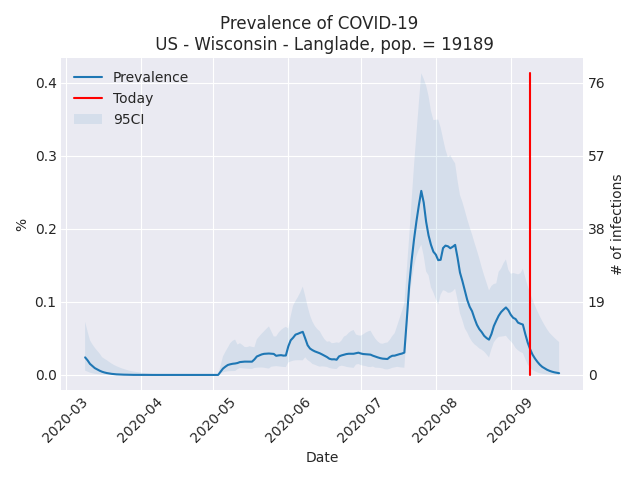 Prevalence of COVID-19
US - Wisconsin - Langlade, pop. = 19189
Prevalence
Today
95CI
%
0.4
0.3
0.2
0.1
0.0
76
57
38
19
0
# of infections
2020-03
2020-04
2020-05
2020-06
2020-07
2020-08
2020-09
Date